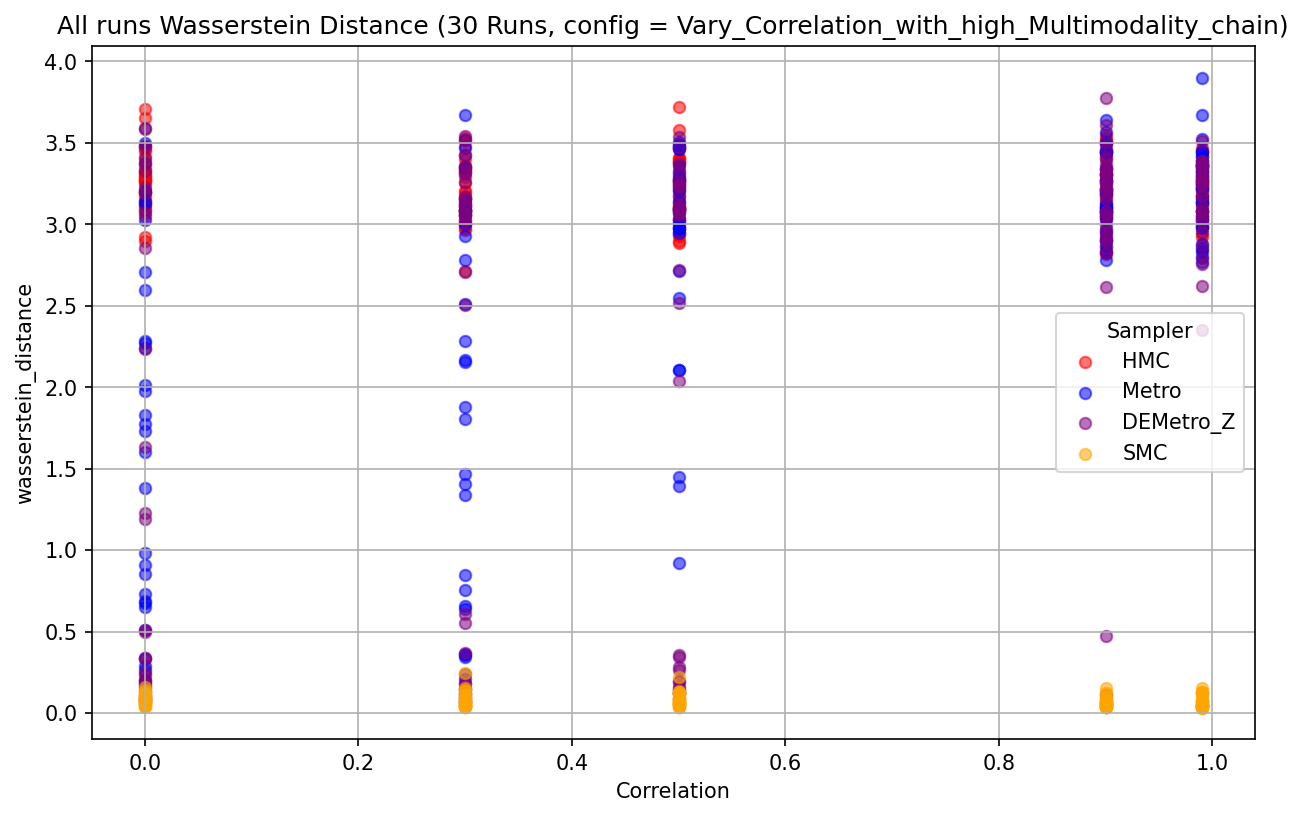 All runs Wasserstein Distance (30 Runs, config = Vary_Correlation_with_high_Multimodality_chain)
4.0
3.5
3.0
2.5
2.0
1.5
1.0
0.5
0.0
wasserstein_distance
Sampler
HMC
Metro
DEMetro_Z
SMC
0.0 0.2 0.4 0.6 0.8 1.0
Correlation